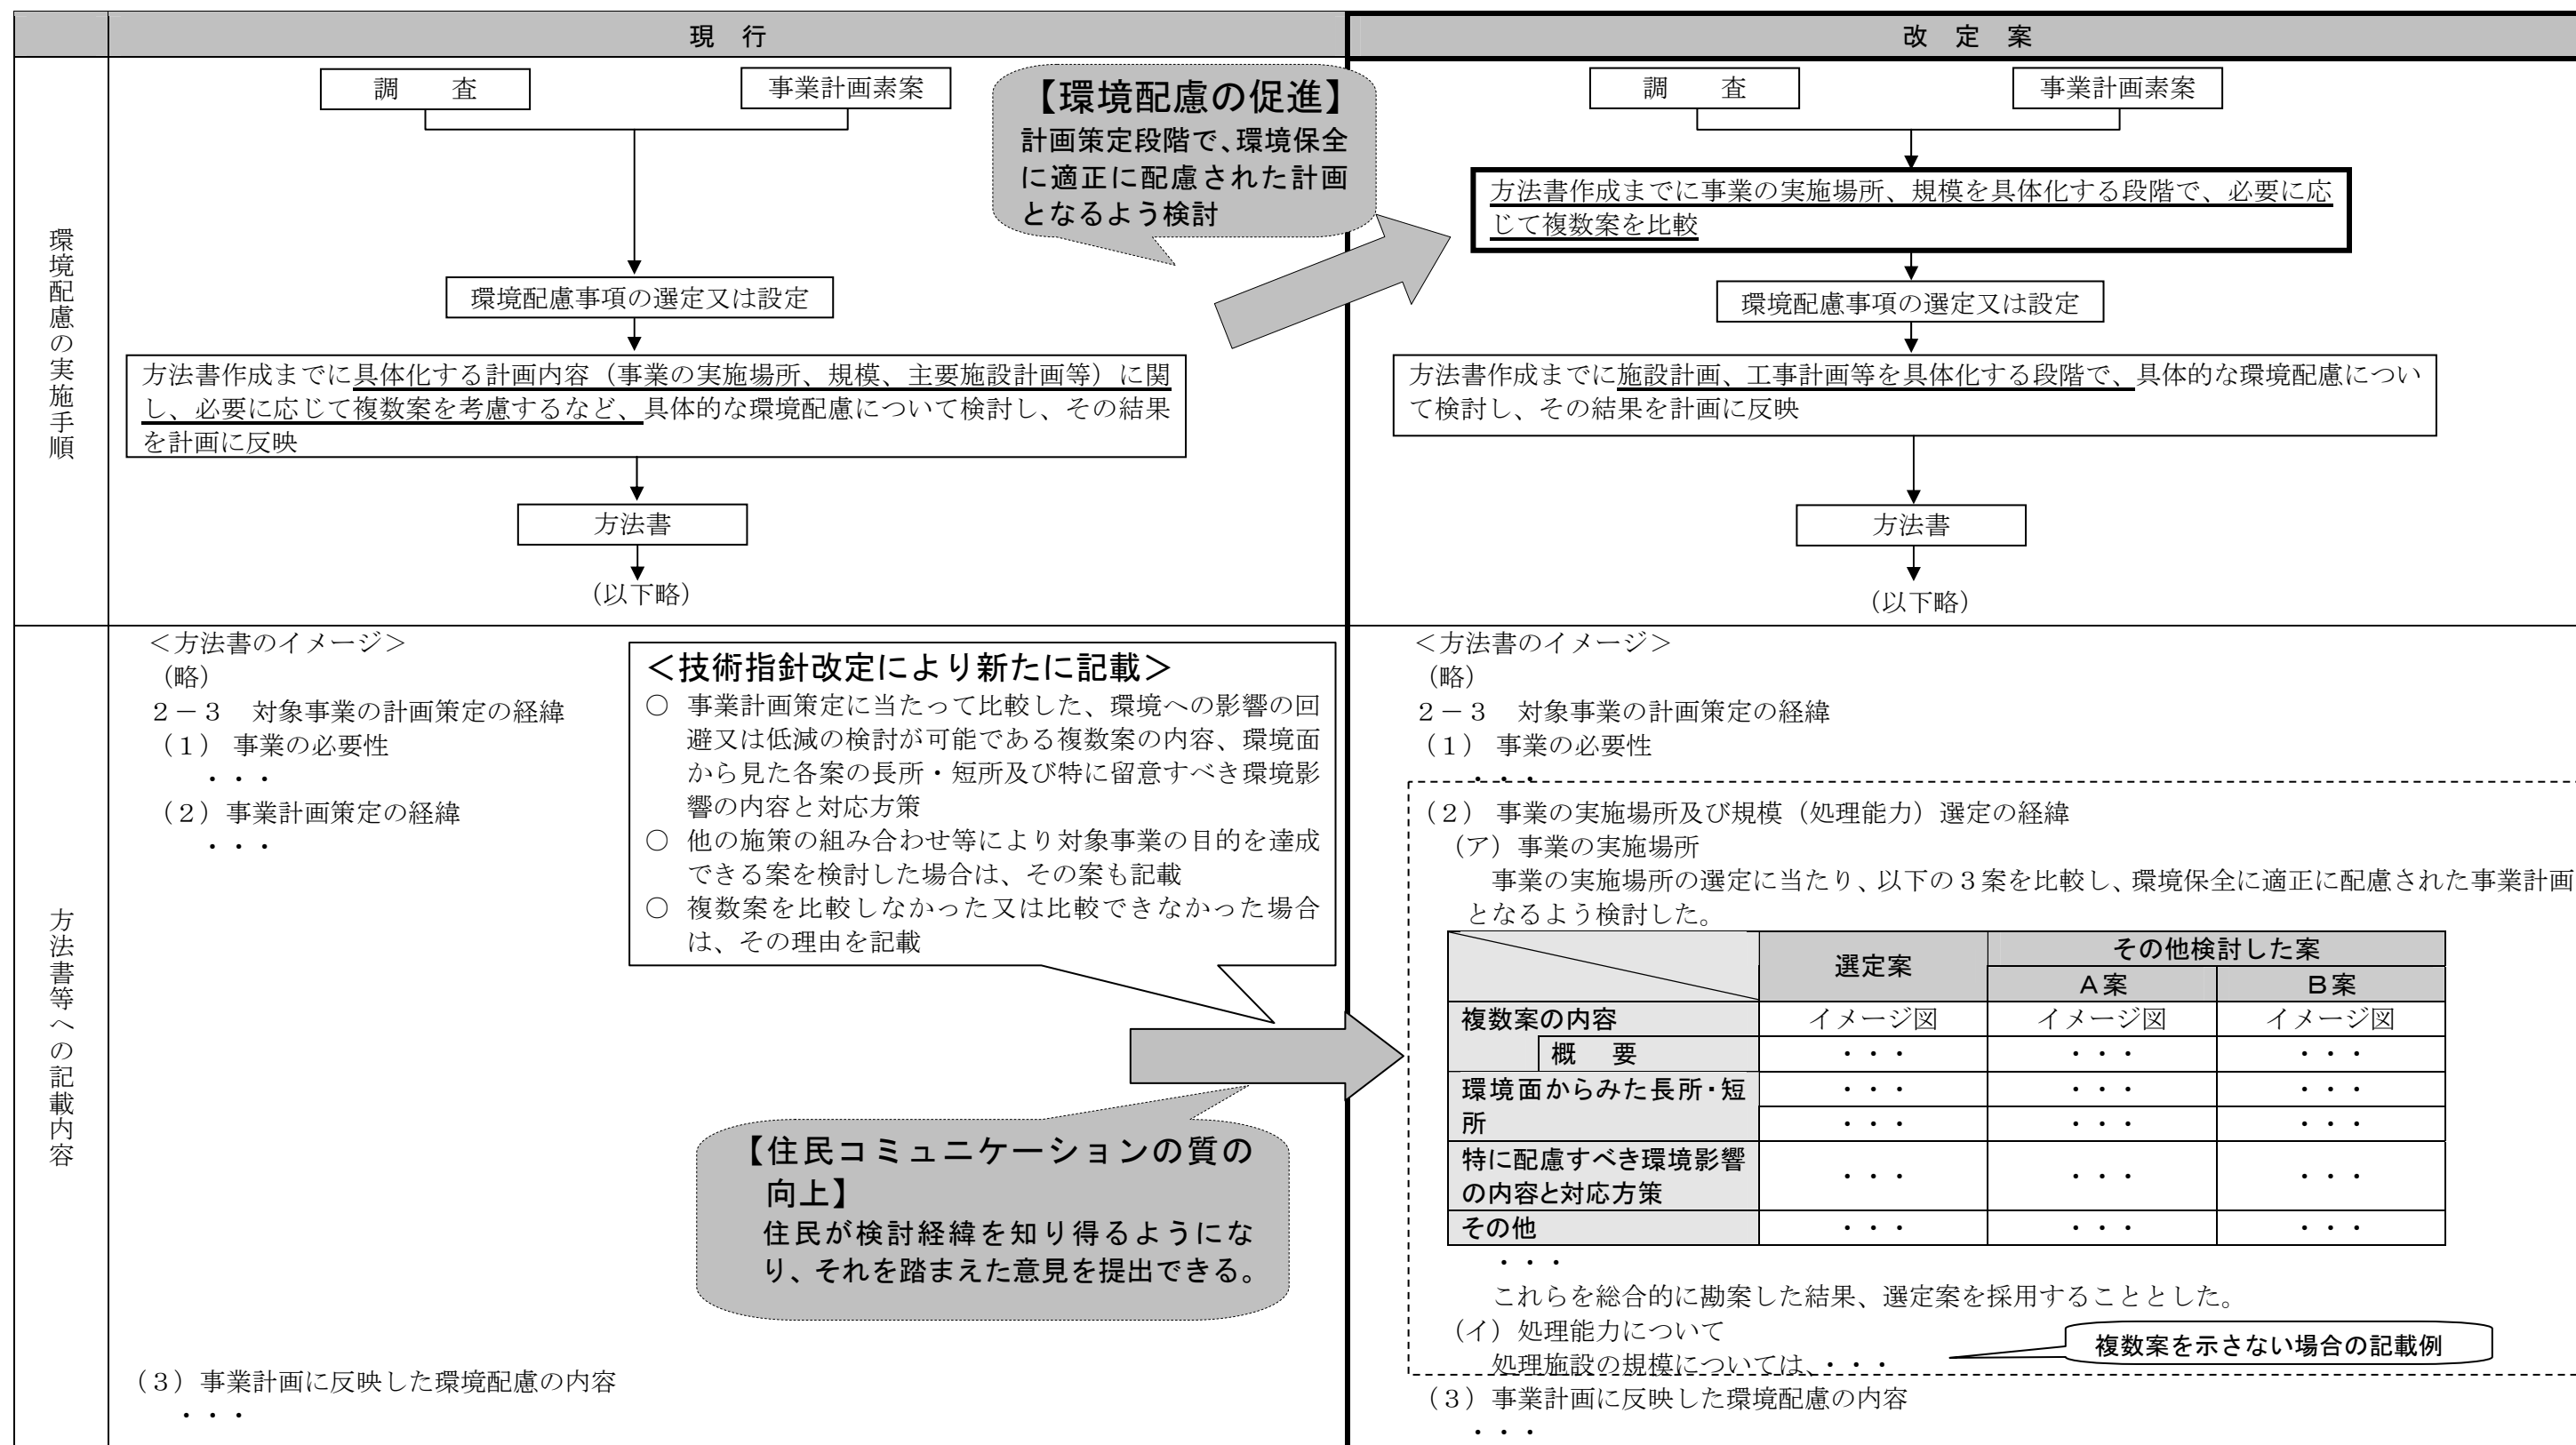 現　行
改　定　案
環境配慮の実施手順
調　　査
事業計画素案
環境配慮事項の選定又は設定
方法書作成までに具体化する計画内容（事業の実施場所、規模、主要施設計画等）に関
し、必要に応じて複数案を考慮するなど、具体的な環境配慮について検討し、その結果
を計画に反映
方法書
（以下略）
【環境配慮の促進】
計画策定段階で、環境保全
に適正に配慮された計画
となるよう検討
調　　査
事業計画素案
方法書作成までに事業の実施場所、規模を具体化する段階で、必要に応
じて複数案を比較
環境配慮事項の選定又は設定
方法書作成までに施設計画、工事計画等を具体化する段階で、具体的な環境配慮につい
て検討し、その結果を計画に反映
方法書
（以下略）
方法書等への記載内容
＜方法書のイメージ＞
（略）
２－３　対象事業の計画策定の経緯
（１）事業の必要性
・・・
（２）事業計画策定の経緯
・・・
＜技術指針改定により新たに記載＞
○ 事業計画策定に当たって比較した、環境への影響の回
避又は低減の検討が可能である複数案の内容、環境面
から見た各案の長所・短所及び特に留意すべき環境影
響の内容と対応方策
○ 他の施策の組み合わせ等により対象事業の目的を達成
できる案を検討した場合は、その案も記載
○ 複数案を比較しなかった又は比較できなかった場合
は、その理由を記載
【住民コミュニケーションの質の
向上】
住民が検討経緯を知り得るようにな
り、それを踏まえた意見を提出できる。
（３）事業計画に反映した環境配慮の内容
・・・
＜方法書のイメージ＞
（略）
２－３　対象事業の計画策定の経緯
（１）事業の必要性
・・・
（２）事業の実施場所及び規模（処理能力）選定の経緯
（ア）事業の実施場所
事業の実施場所の選定に当たり、以下の３案を比較し、環境保全に適正に配慮された事業計画
となるよう検討した。
選定案　その他検討した案
Ａ案　Ｂ案
複数案の内容　イメージ図　イメージ図　イメージ図
概　要　・・・　・・・　・・・
環境面からみた長所・短　・・・　・・・　・・・
所　・・・　・・・　・・・
特に配慮すべき環境影響
の内容と対応方策　・・・　・・・　・・・
その他　・・・　・・・　・・・
・・・
これらを総合的に勘案した結果、選定案を採用することとした。
（イ）処理能力について
処理施設の規模については、・・・
複数案を示さない場合の記載例
（３）事業計画に反映した環境配慮の内容
・・・